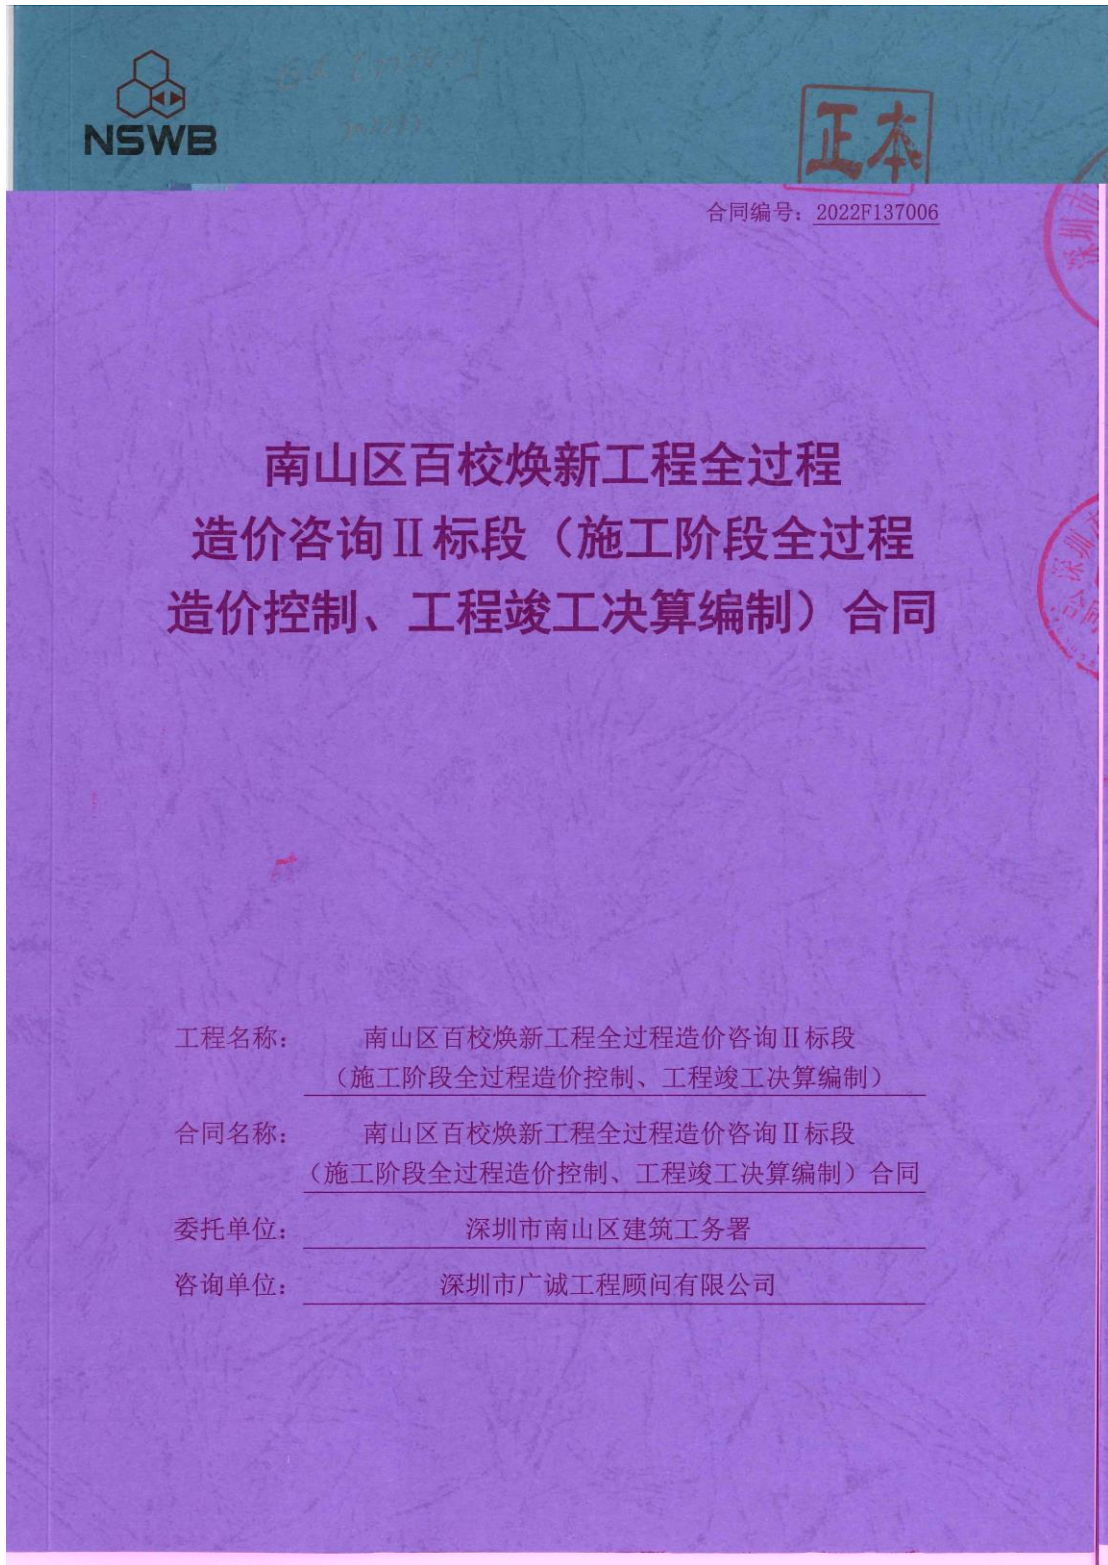 NSWB
正本
合同编号：2022F137006
南山区百校焕新工程全过程
造价咨询Ⅱ标段（施工阶段全过程
造价控制、工程竣工决算编制）合同
工程名称： 南山区百校焕新工程全过程造价咨询Ⅱ标段
（施工阶段全过程造价控制、工程竣工决算编制）
合同名称： 南山区百校焕新工程全过程造价咨询Ⅱ标段
（施工阶段全过程造价控制、工程竣工决算编制）合同
委托单位： 深圳市南山区建筑工务署
咨询单位： 深圳市广诚工程顾问有限公司